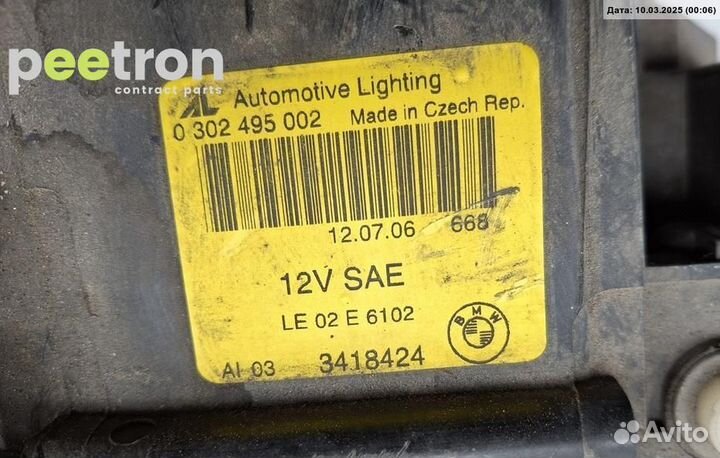 Дата: 10.03.2025 (00:06)
peetron
contract parts
AL Automotive Lighting
0 302 495 002 Made in Czech Rep.
12.07.06 668
12V SAE
LE 02 E 6102
BMW
AI 03 3418424
Avito